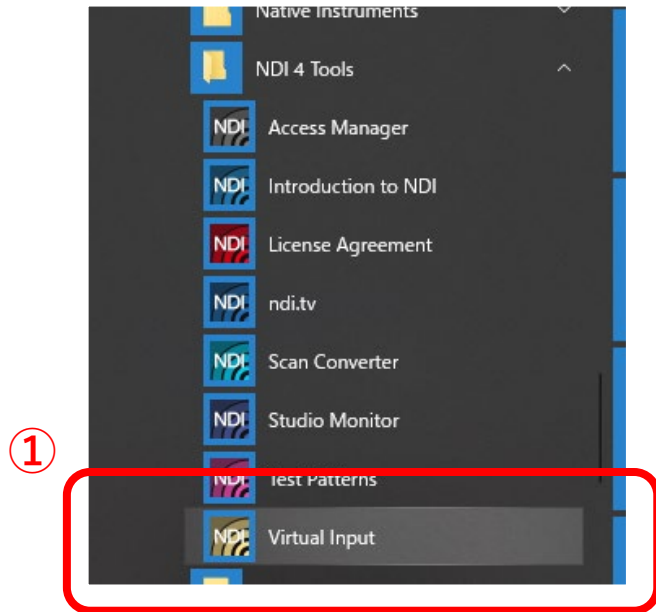 Native Instruments
NDI 4 Tools
NDI Access Manager
NDI Introduction to NDI
NDI License Agreement
NDI ndi.tv
NDI Scan Converter
NDI Studio Monitor
①
NDI Test Patterns
NDI Virtual Input